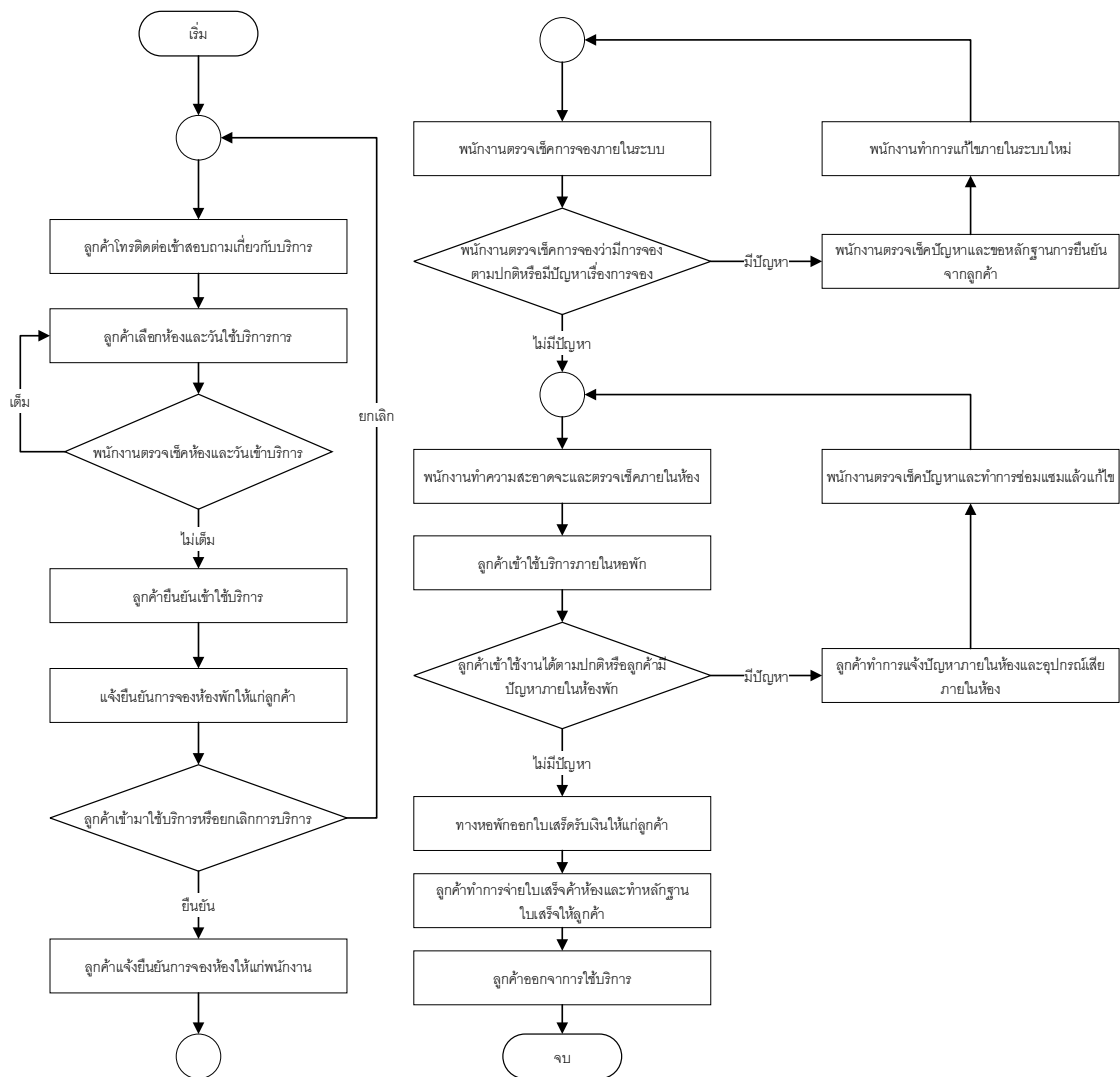 เริ่ม
ลูกค้าโทรติดต่อเข้าสอบถามเกี่ยวกับบริการ
ลูกค้าเลือกห้องและวันใช้บริการการ
เต็ม
พนักงานตรวจเช็คห้องและวันเข้าบริการ
ยกเลิก
ไม่เต็ม
ลูกค้ายืนยันเข้าใช้บริการ
แจ้งยืนยันการจองห้องพักให้แก่ลูกค้า
ลูกค้าเข้ามาใช้บริการหรือยกเลิกการบริการ
ยืนยัน
ลูกค้าแจ้งยืนยันการจองห้องให้แก่พนักงาน
พนักงานตรวจเช็คการจองภายในระบบ
พนักงานทำการแก้ไขภายในระบบใหม่
พนักงานตรวจเช็คการจองว่ามีการจอง
ตามปกติหรือมีปัญหาเรื่องการจอง
มีปัญหา
พนักงานตรวจเช็คปัญหาและขอหลักฐานการยืนยัน
จากลูกค้า
ไม่มีปัญหา
พนักงานทำความสะอาดจะและตรวจเช็คภายในห้อง
พนักงานตรวจเช็คปัญหาและทำการซ่อมแซมแล้วแก้ไข
ลูกค้าเข้าใช้บริการภายในหอพัก
ลูกค้าเข้าใช้งานได้ตามปกติหรือลูกค้ามี
ปัญหาภายในห้องพัก
มีปัญหา
ลูกค้าทำการแจ้งปัญหาภายในห้องและอุปกรณ์เสีย
ภายในห้อง
ไม่มีปัญหา
ทางหอพักออกใบเสร็ดรับเงินให้แก่ลูกค้า
ลูกค้าทำการจ่ายใบเสร็จค้าห้องและทำหลักฐาน
ใบเสร็จให้ลูกค้า
ลูกค้าออกจาการใช้บริการ
จบ